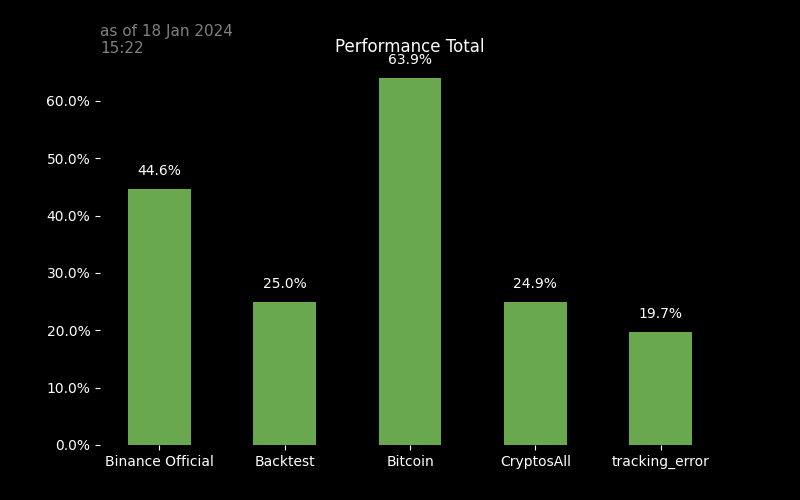 as of 18 Jan 2024
15:22
Performance Total
63.9%
60.0%
50.0%
44.6%
40.0%
30.0%
25.0%
24.9%
20.0%
19.7%
10.0%
0.0%
Binance Official
Backtest
Bitcoin
CryptosAll
tracking_error